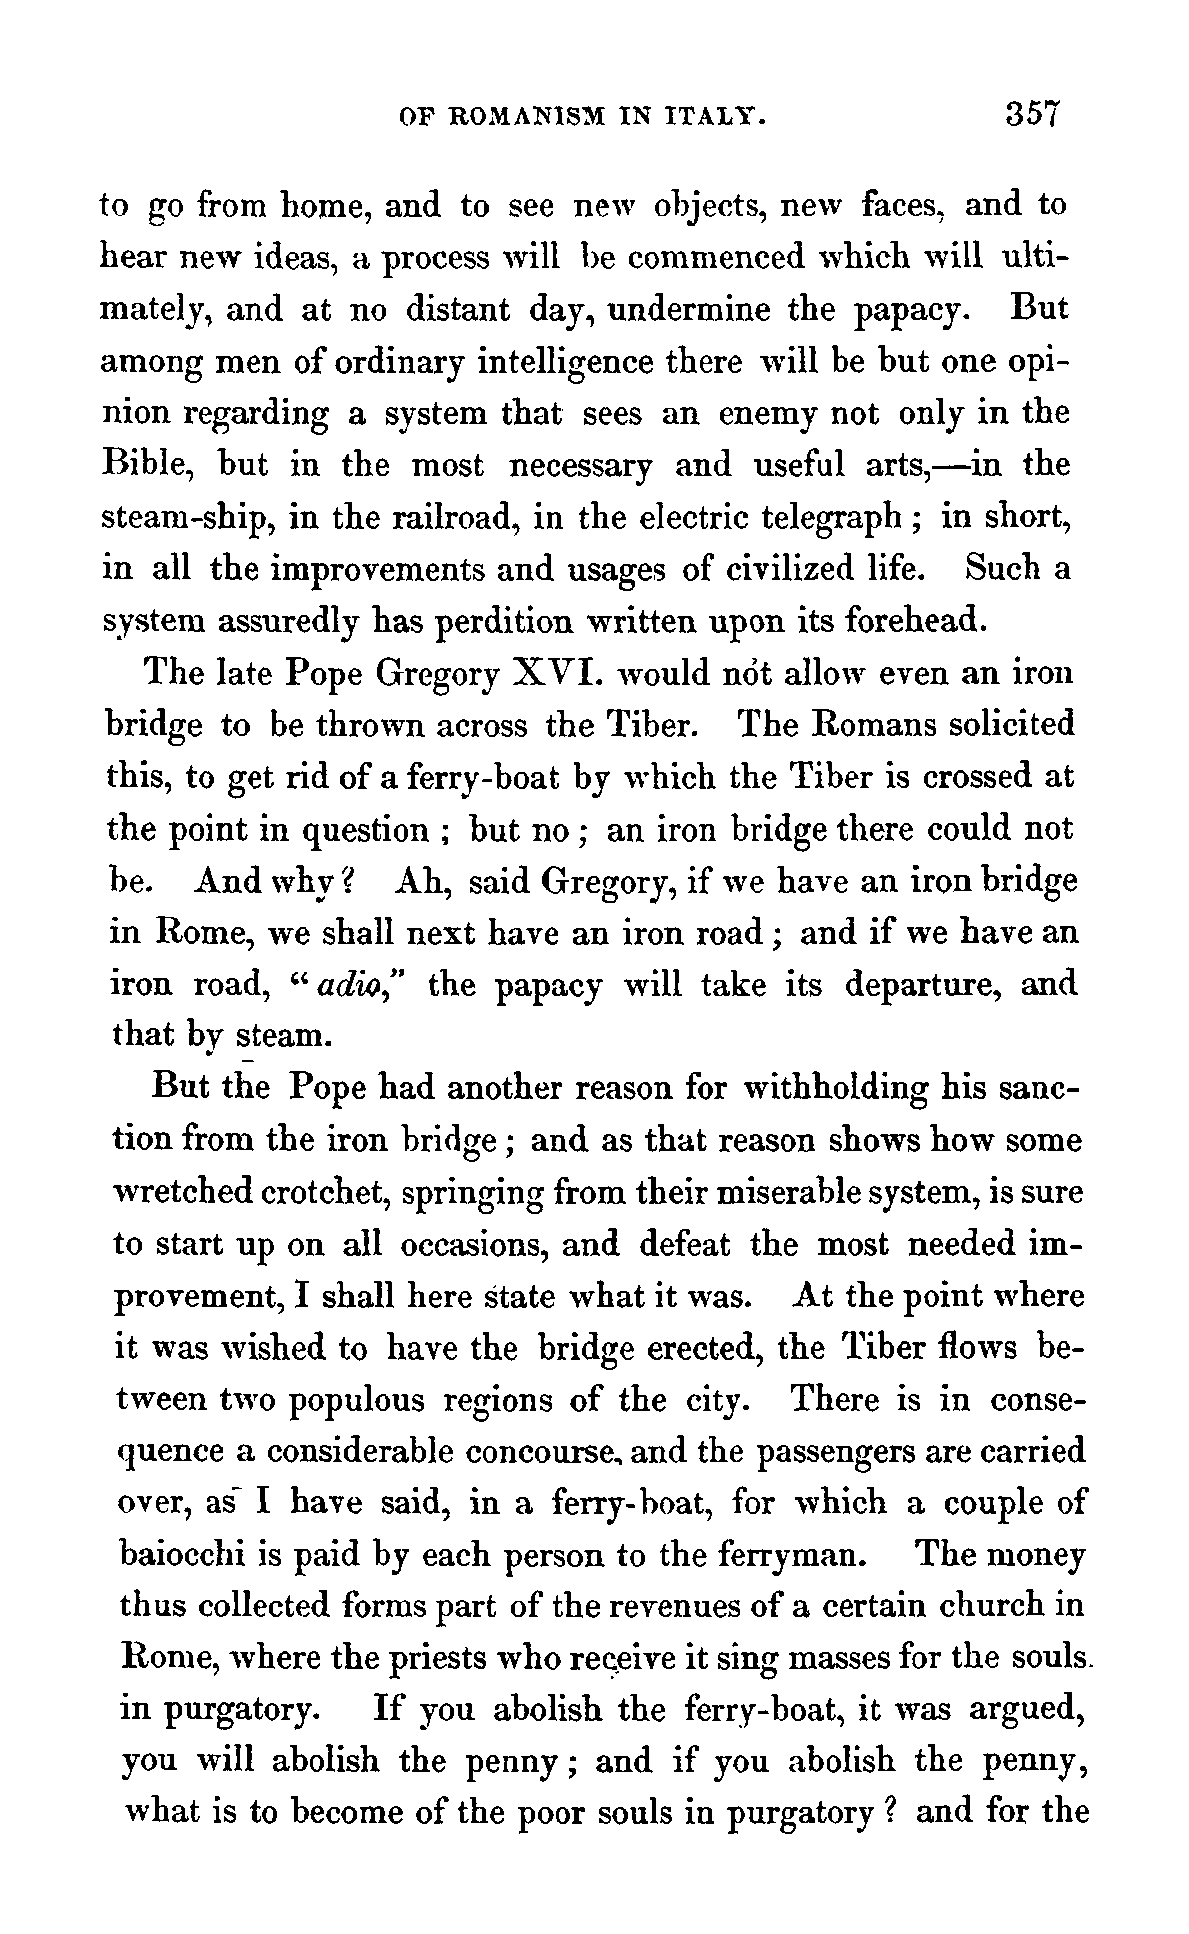 OF ROMANISM IN ITALY. 357
to go from home, and to see new objects, new faces, and to
hear new ideas, a process will be commenced which will ulti-
mately, and at no distant day, undermine the papacy. But
among men of ordinary intelligence there will be but one opi-
nion regarding a system that sees an enemy not only in the
Bible, but in the most necessary and useful arts,—in the
steam-ship, in the railroad, in the electric telegraph ; in short,
in all the improvements and usages of civilized life. Such a
system assuredly has perdition written upon its forehead.
The late Pope Gregory XVI. would not allow even an iron
bridge to be thrown across the Tiber. The Romans solicited
this, to get rid of a ferry-boat by which the Tiber is crossed at
the point in question ; but no ; an iron bridge there could not
be. And why ? Ah, said Gregory, if we have an iron bridge
in Rome, we shall next have an iron road ; and if we have an
iron road, “ adio,” the papacy will take its departure, and
that by steam.
But the Pope had another reason for withholding his sanc-
tion from the iron bridge ; and as that reason shows how some
wretched crotchet, springing from their miserable system, is sure
to start up on all occasions, and defeat the most needed im-
provement, I shall here state what it was. At the point where
it was wished to have the bridge erected, the Tiber flows be-
tween two populous regions of the city. There is in conse-
quence a considerable concourse, and the passengers are carried
over, as I have said, in a ferry-boat, for which a couple of
baiocchi is paid by each person to the ferryman. The money
thus collected forms part of the revenues of a certain church in
Rome, where the priests who receive it sing masses for the souls.
in purgatory. If you abolish the ferry-boat, it was argued,
you will abolish the penny ; and if you abolish the penny,
what is to become of the poor souls in purgatory ? and for the